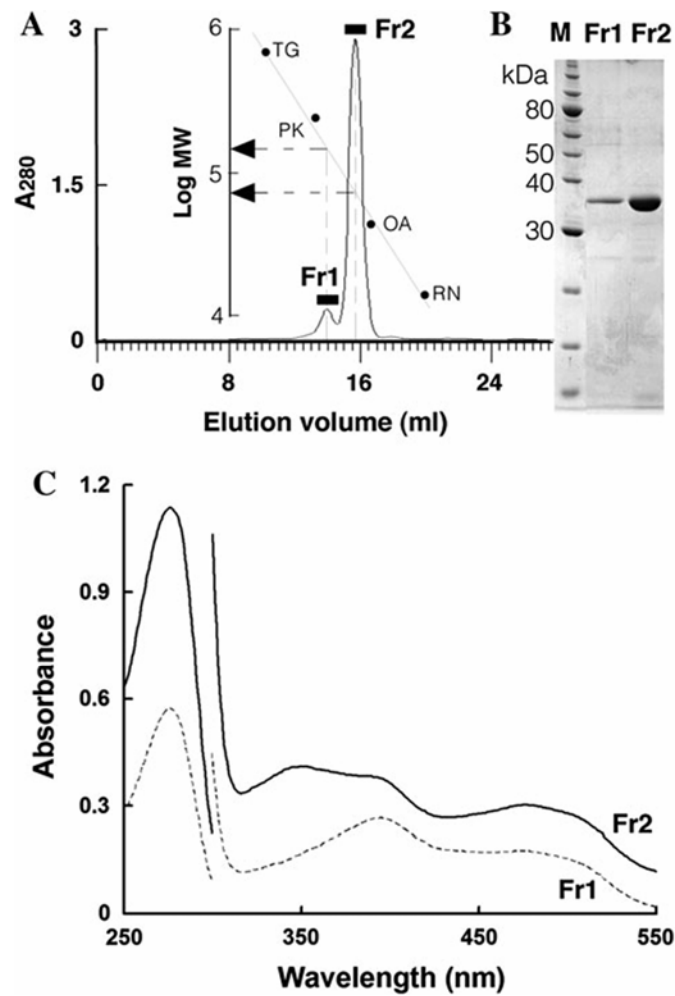 A
3
1.5
0
A280
6
5
4
Log MW
TG
PK
OA
RN
Fr1
Fr2
0
8
16
24
Elution volume (ml)
B
M Fr1 Fr2
kDa
80
50
40
30
C
1.2
0.9
0.6
0.3
0
Absorbance
Fr2
Fr1
250
350
450
550
Wavelength (nm)